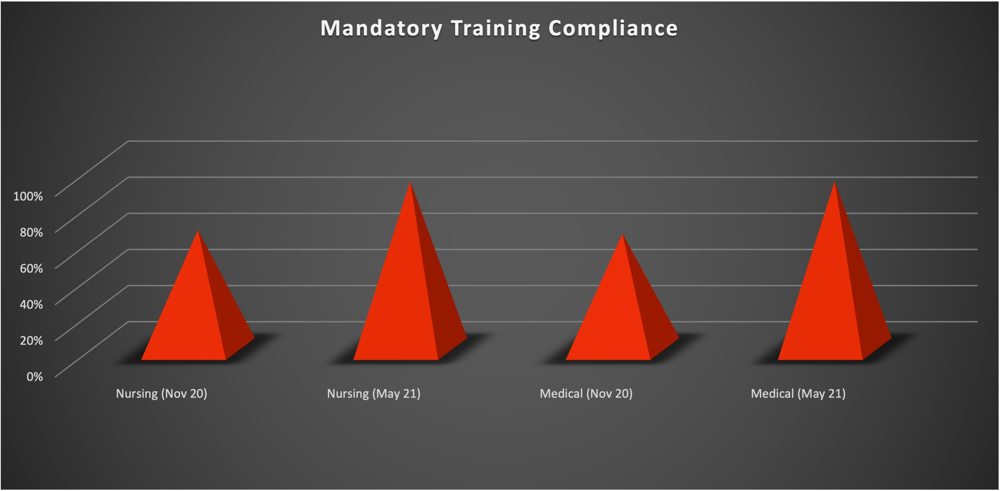 Mandatory Training Compliance
100%
80%
60%
40%
20%
0%
Nursing (Nov 20)
Nursing (May 21)
Medical (Nov 20)
Medical (May 21)